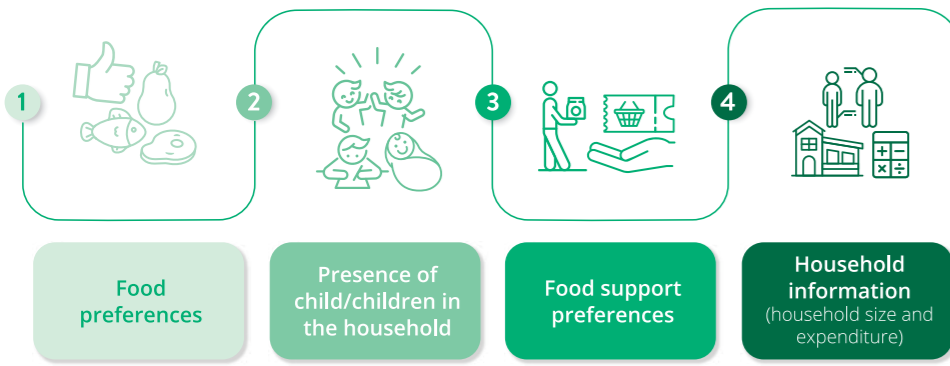 1
2
3
4
Food
preferences
Presence of
child/children in
the household
Food support
preferences
Household
information
(household size and
expenditure)